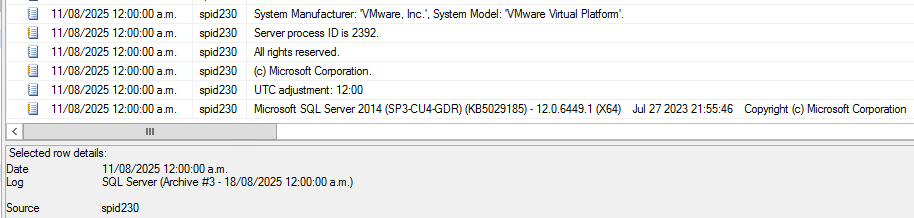 11/08/2025 12:00:00 a.m. spid230 System Manufacturer: 'VMware, Inc.', System Model: 'VMware Virtual Platform'.
11/08/2025 12:00:00 a.m. spid230 Server process ID is 2392.
11/08/2025 12:00:00 a.m. spid230 All rights reserved.
11/08/2025 12:00:00 a.m. spid230 (c) Microsoft Corporation.
11/08/2025 12:00:00 a.m. spid230 UTC adjustment: 12:00
11/08/2025 12:00:00 a.m. spid230 Microsoft SQL Server 2014 (SP3-CU4-GDR) (KB5029185) - 12.0.6449.1 (X64) Jul 27 2023 21:55:46 Copyright (c) Microsoft Corporation
Selected row details:
Date 11/08/2025 12:00:00 a.m.
Log SQL Server (Archive #3 - 18/08/2025 12:00:00 a.m.)
Source spid230